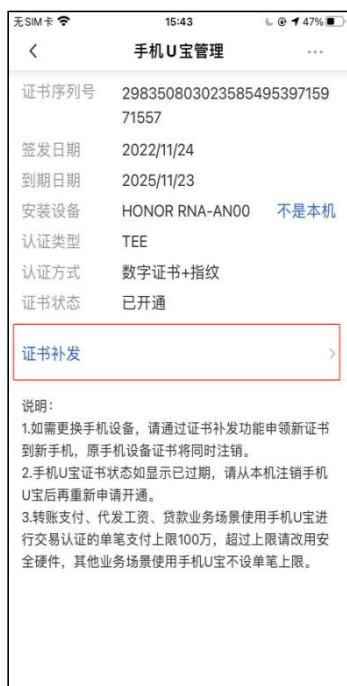 无SIM卡 15:43 47%
手机U宝管理 ...
证书序列号 298350803023585495397159
71557
签发日期 2022/11/24
到期日期 2025/11/23
安装设备 HONOR RNA-AN00 不是本机
认证类型 TEE
认证方式 数字证书+指纹
证书状态 已开通
证书补发
说明：
1.如需更换手机设备，请通过证书补发功能申领新证书
到新手机，原手机设备证书将同时注销。
2.手机U宝证书状态如显示已过期，请从本机注销手机
U宝后再重新申请开通。
3.转账支付、代发工资、贷款业务场景使用手机U宝进
行交易认证的单笔支付上限100万，超过上限请改用安
全硬件，其他业务场景使用手机U宝不设单笔上限。